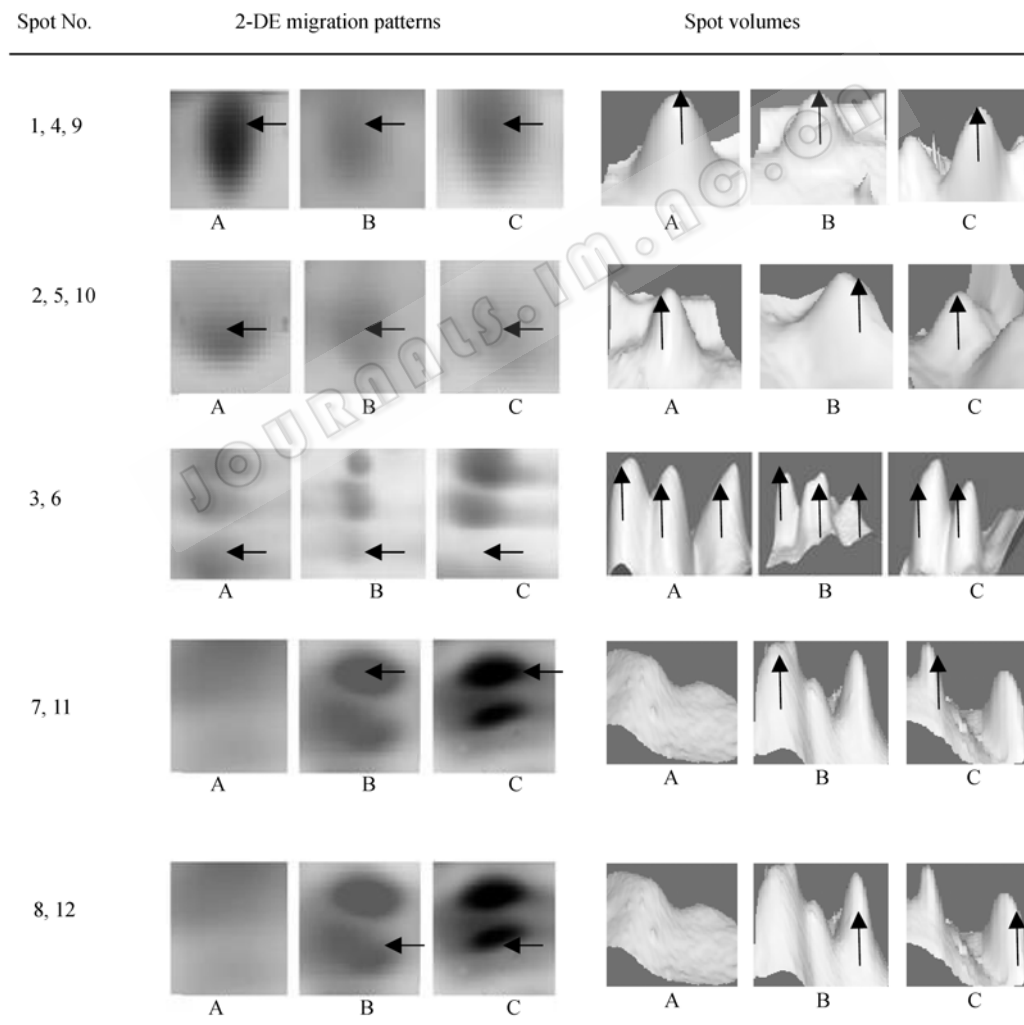 Spot No. 2-DE migration patterns Spot volumes
1, 4, 9
A B C A B C
2, 5, 10
A B C A B C
3, 6
A B C A B C
7, 11
A B C A B C
8, 12
A B C A B C
JOURNALS.IM.AC.CN